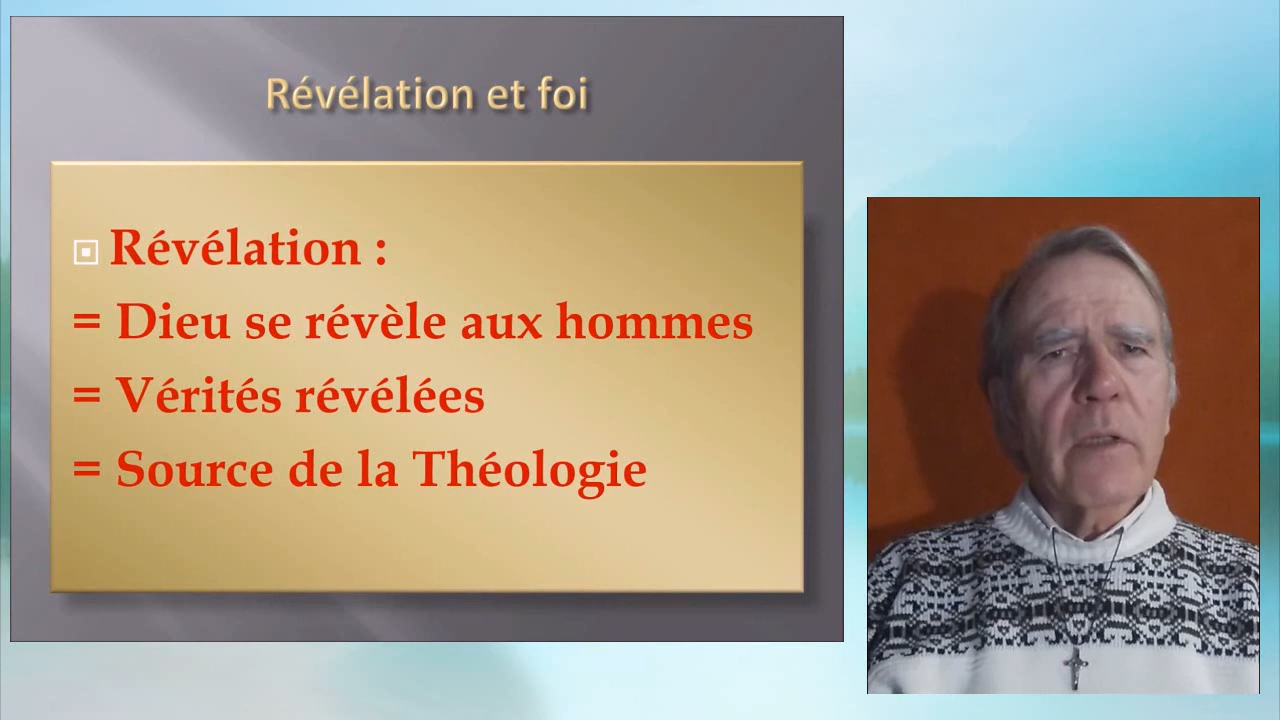 Révélation et foi
Révélation :
= Dieu se révèle aux hommes
= Vérités révélées
= Source de la Théologie